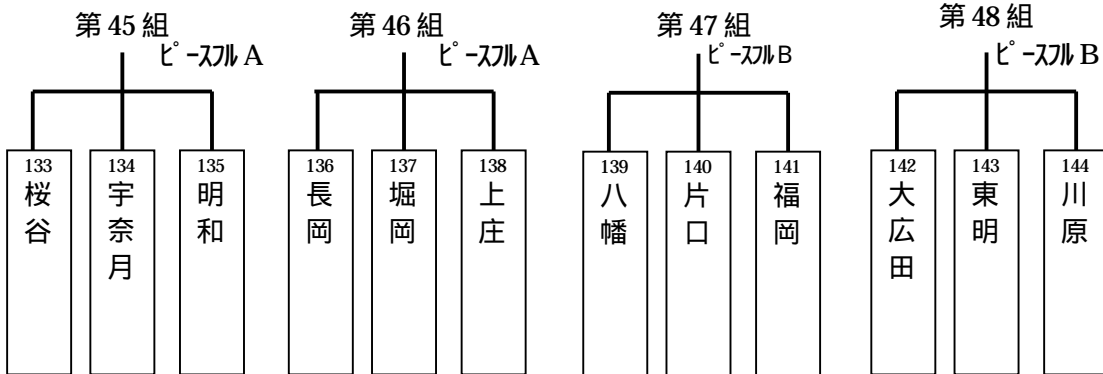 第45組
ピースフルA
133
桜谷
134
宇奈月
135
明和
第46組
ピースフルA
136
長岡
137
堀岡
138
上庄
第47組
ピースフルB
139
八幡
140
片口
141
福岡
第48組
ピースフルB
142
大広田
143
東明
144
川原